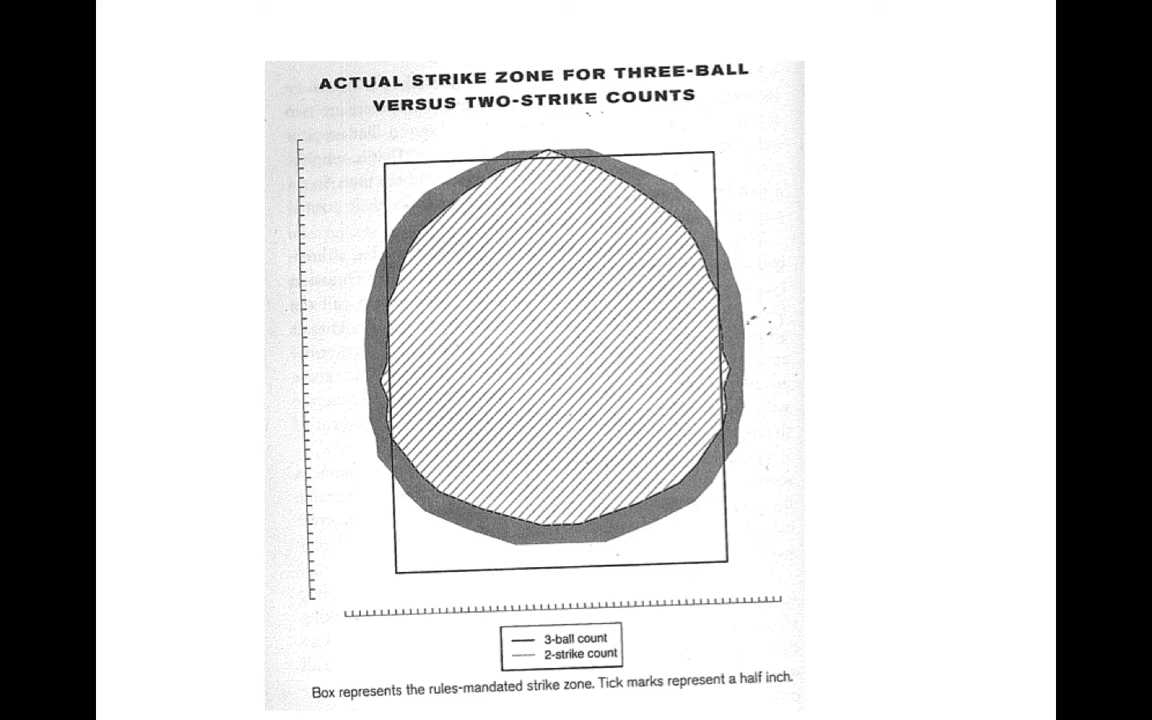 ACTUAL STRIKE ZONE FOR THREE-BALL
VERSUS TWO-STRIKE COUNTS
3-ball count
2-strike count
Box represents the rules-mandated strike zone. Tick marks represent a half inch.